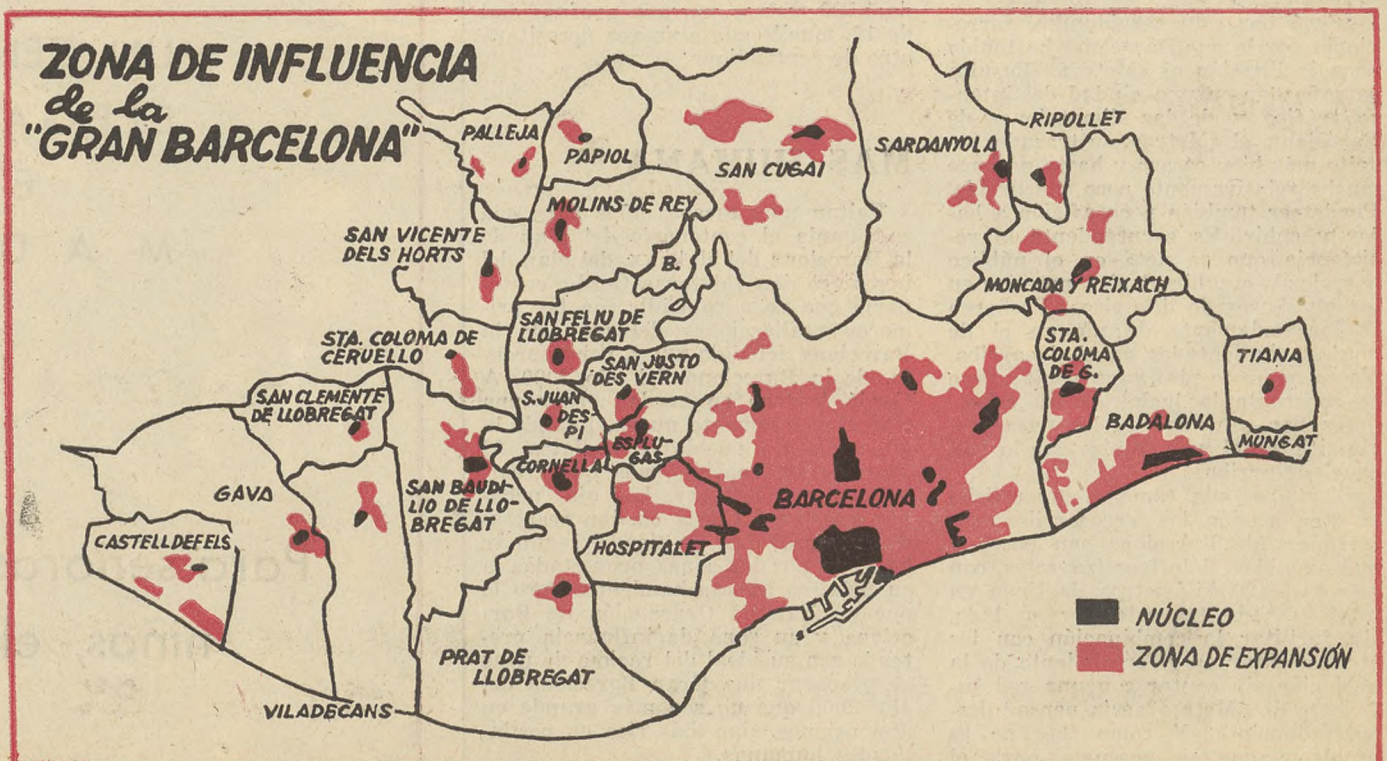 ZONA DE INFLUENCIA
de la
"GRAN BARCELONA"
PALLEJA
PAPIOL
SAN CUGAT
SARDANYOLA
RIPOLLET
MOLINS DE REY
SAN VICENTE
DELS HORTS
B.
MONCADA Y REIXACH
SAN FELIU DE
LLOBREGAT
STA. COLOMA DE
CERVELLO
SAN JUSTO
DES VERN
STA.
COLOMA
DE G.
TIANA
SAN CLEMENTE
DE LLOBREGAT
S. JUAN
DES
PI
ESPLU-
GAS
BADALONA
MUNGAT
CORNELLA
GAVA
SAN BAUDI-
LIO DE LLO-
BREGAT
BARCELONA
CASTELLDEFELS
HOSPITALET
PRAT DE
LLOBREGAT
VILADECANS
NÚCLEO
ZONA DE EXPANSIÓN